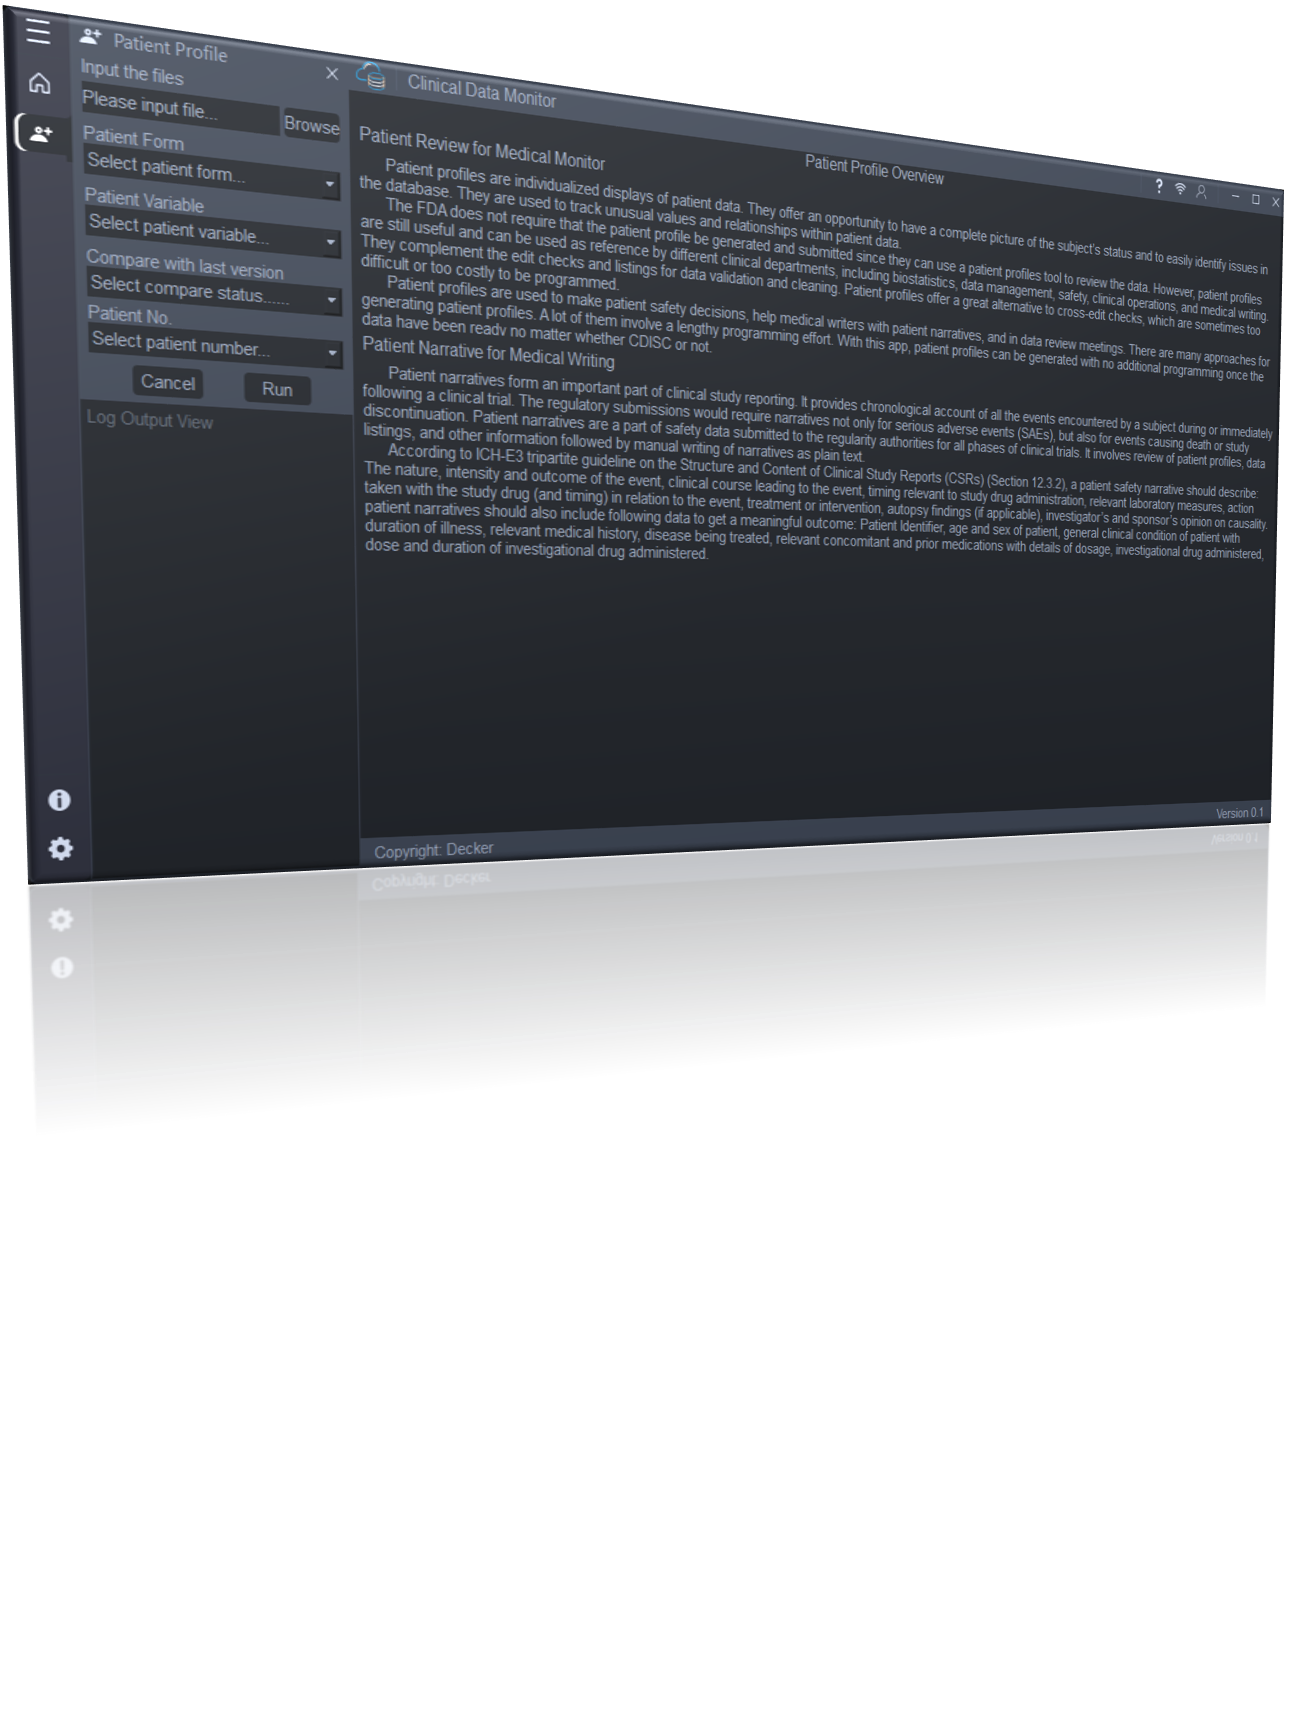 Patient Profile
Input the files
Please input file...
Browse
Patient Form
Select patient form...
Patient Variable
Select patient variable...
Compare with last version
Select compare status......
Patient No.
Select patient number...
Cancel
Run
Log Output View
Clinical Data Monitor
Patient Profile Overview
?
Patient Review for Medical Monitor
Patient profiles are individualized displays of patient data. They offer an opportunity to have a complete picture of the subject's status and to easily identify issues in
the database. They are used to track unusual values and relationships within patient data.
The FDA does not require that the patient profile be generated and submitted since they can use a patient profiles tool to review the data. However, patient profiles
are still useful and can be used as reference by different clinical departments, including biostatistics, data management, safety, clinical operations, and medical writing.
They complement the edit checks and listings for data validation and cleaning. Patient profiles offer a great alternative to cross-edit checks, which are sometimes too
difficult or too costly to be programmed.
Patient profiles are used to make patient safety decisions, help medical writers with patient narratives, and in data review meetings. There are many approaches for
generating patient profiles. A lot of them involve a lengthy programming effort. With this app, patient profiles can be generated with no additional programming once the
data have been ready no matter whether CDISC or not.
Patient Narrative for Medical Writing
Patient narratives form an important part of clinical study reporting. It provides chronological account of all the events encountered by a subject during or immediately
following a clinical trial. The regulatory submissions would require narratives not only for serious adverse events (SAEs), but also for events causing death or study
discontinuation. Patient narratives are a part of safety data submitted to the regularity authorities for all phases of clinical trials. It involves review of patient profiles, data
listings, and other information followed by manual writing of narratives as plain text.
According to ICH-E3 tripartite guideline on the Structure and Content of Clinical Study Reports (CSRs) (Section 12.3.2), a patient safety narrative should describe:
The nature, intensity and outcome of the event, clinical course leading to the event, timing relevant to study drug administration, relevant laboratory measures, action
taken with the study drug (and timing) in relation to the event, treatment or intervention, autopsy findings (if applicable), investigator's and sponsor's opinion on causality.
patient narratives should also include following data to get a meaningful outcome: Patient Identifier, age and sex of patient, general clinical condition of patient with
duration of illness, relevant medical history, disease being treated, relevant concomitant and prior medications with details of dosage, investigational drug administered,
dose and duration of investigational drug administered.
Copyright: Decker
Version 0.1